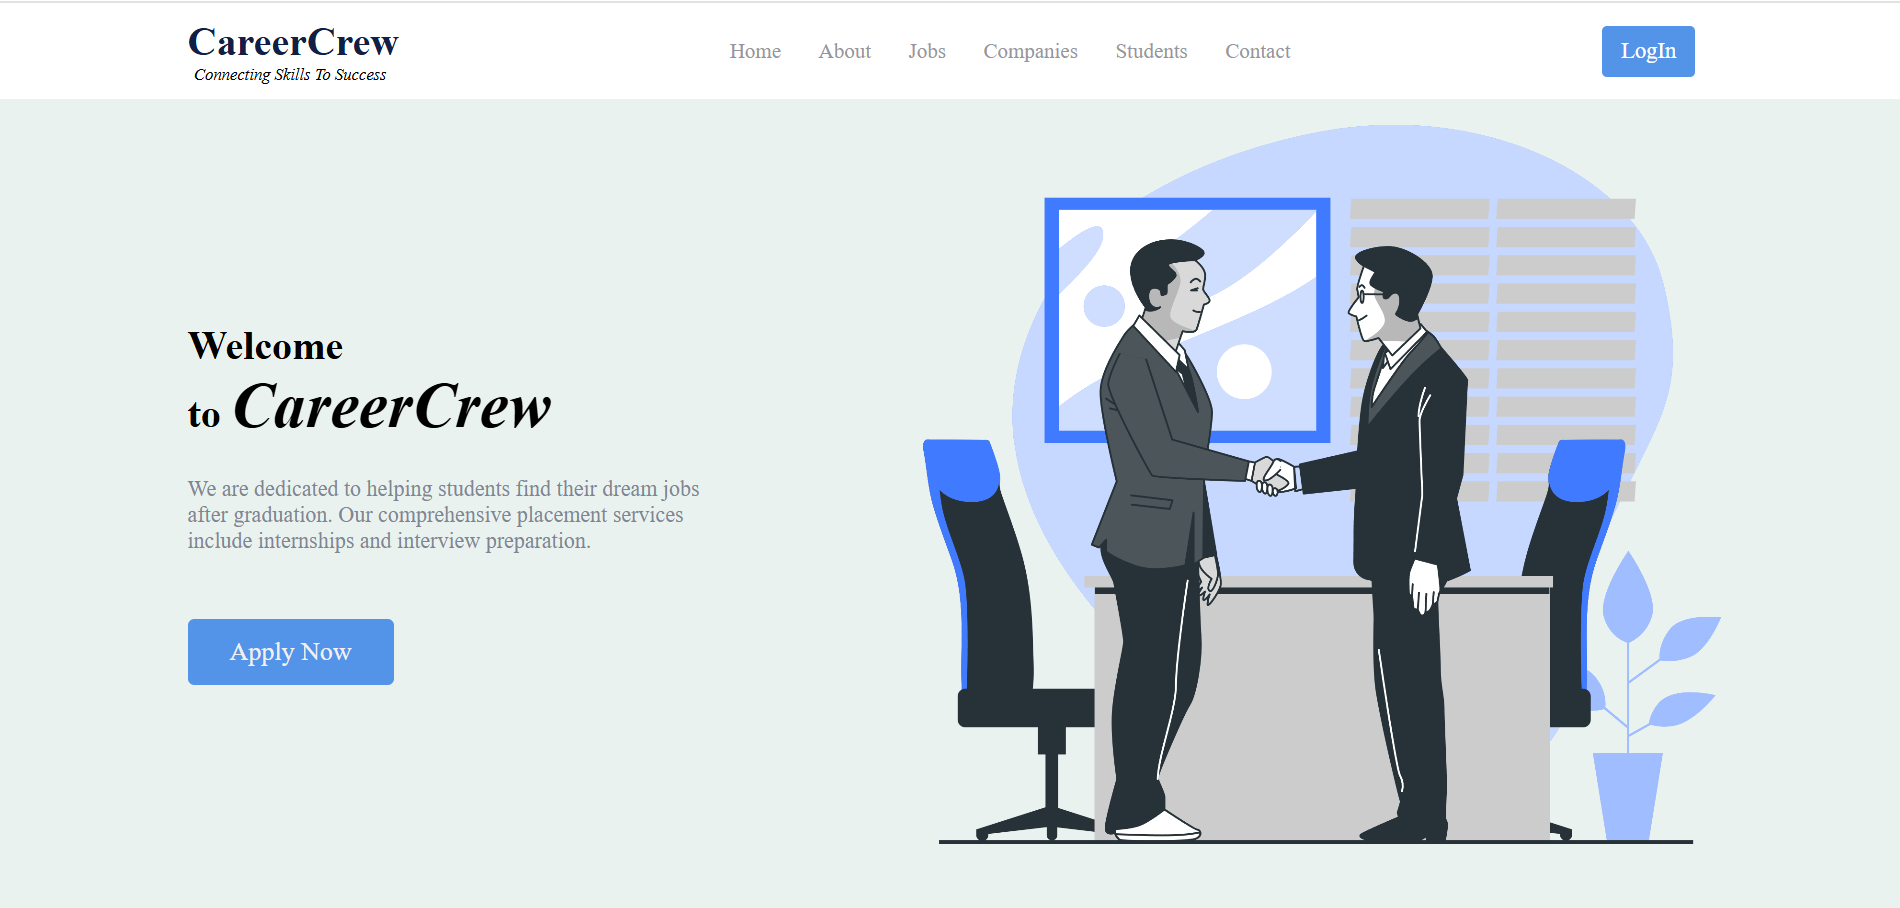 CareerCrew
Connecting Skills To Success
Home About Jobs Companies Students Contact
LogIn
Welcome
to CareerCrew
We are dedicated to helping students find their dream jobs
after graduation. Our comprehensive placement services
include internships and interview preparation.
Apply Now